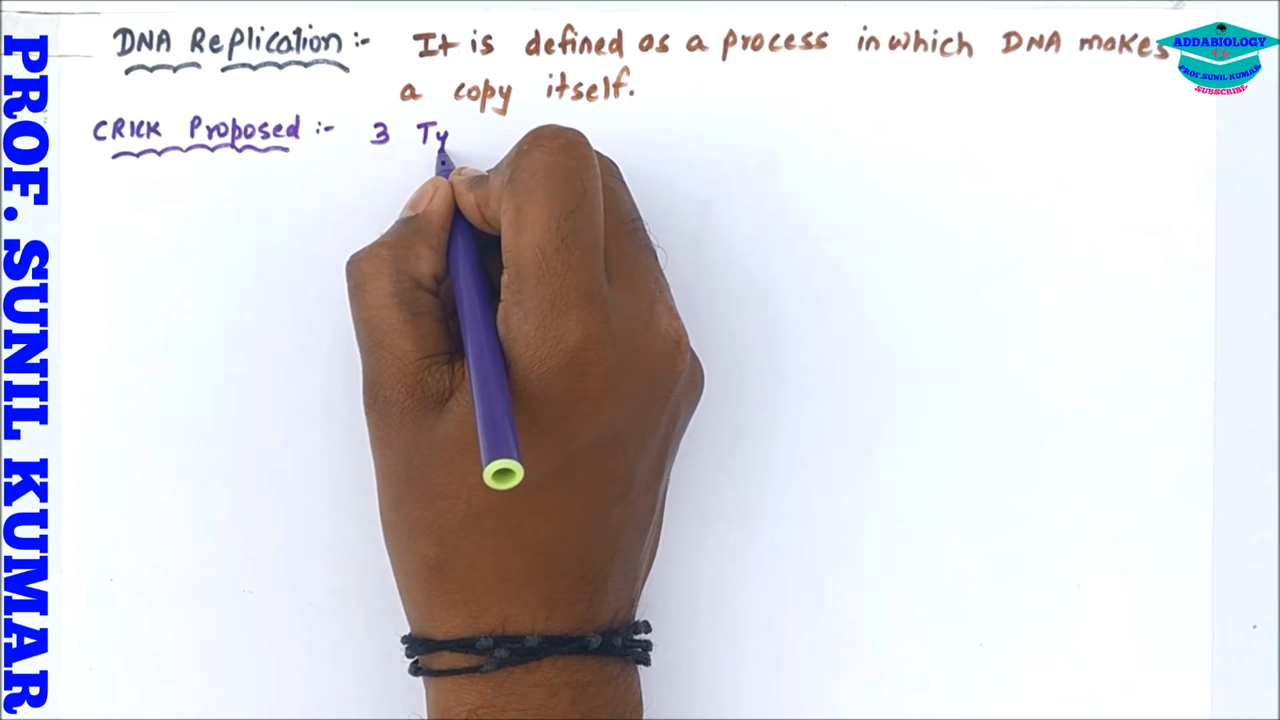 PROF. SUNIL KUMAR
DNA Replication :- It is defined as a process in which DNA makes
a copy itself.
CRICK Proposed :- 3 Ty
ADDABIOLOGY
PROF.SUNIL KUMAR
SUBSCRIBE